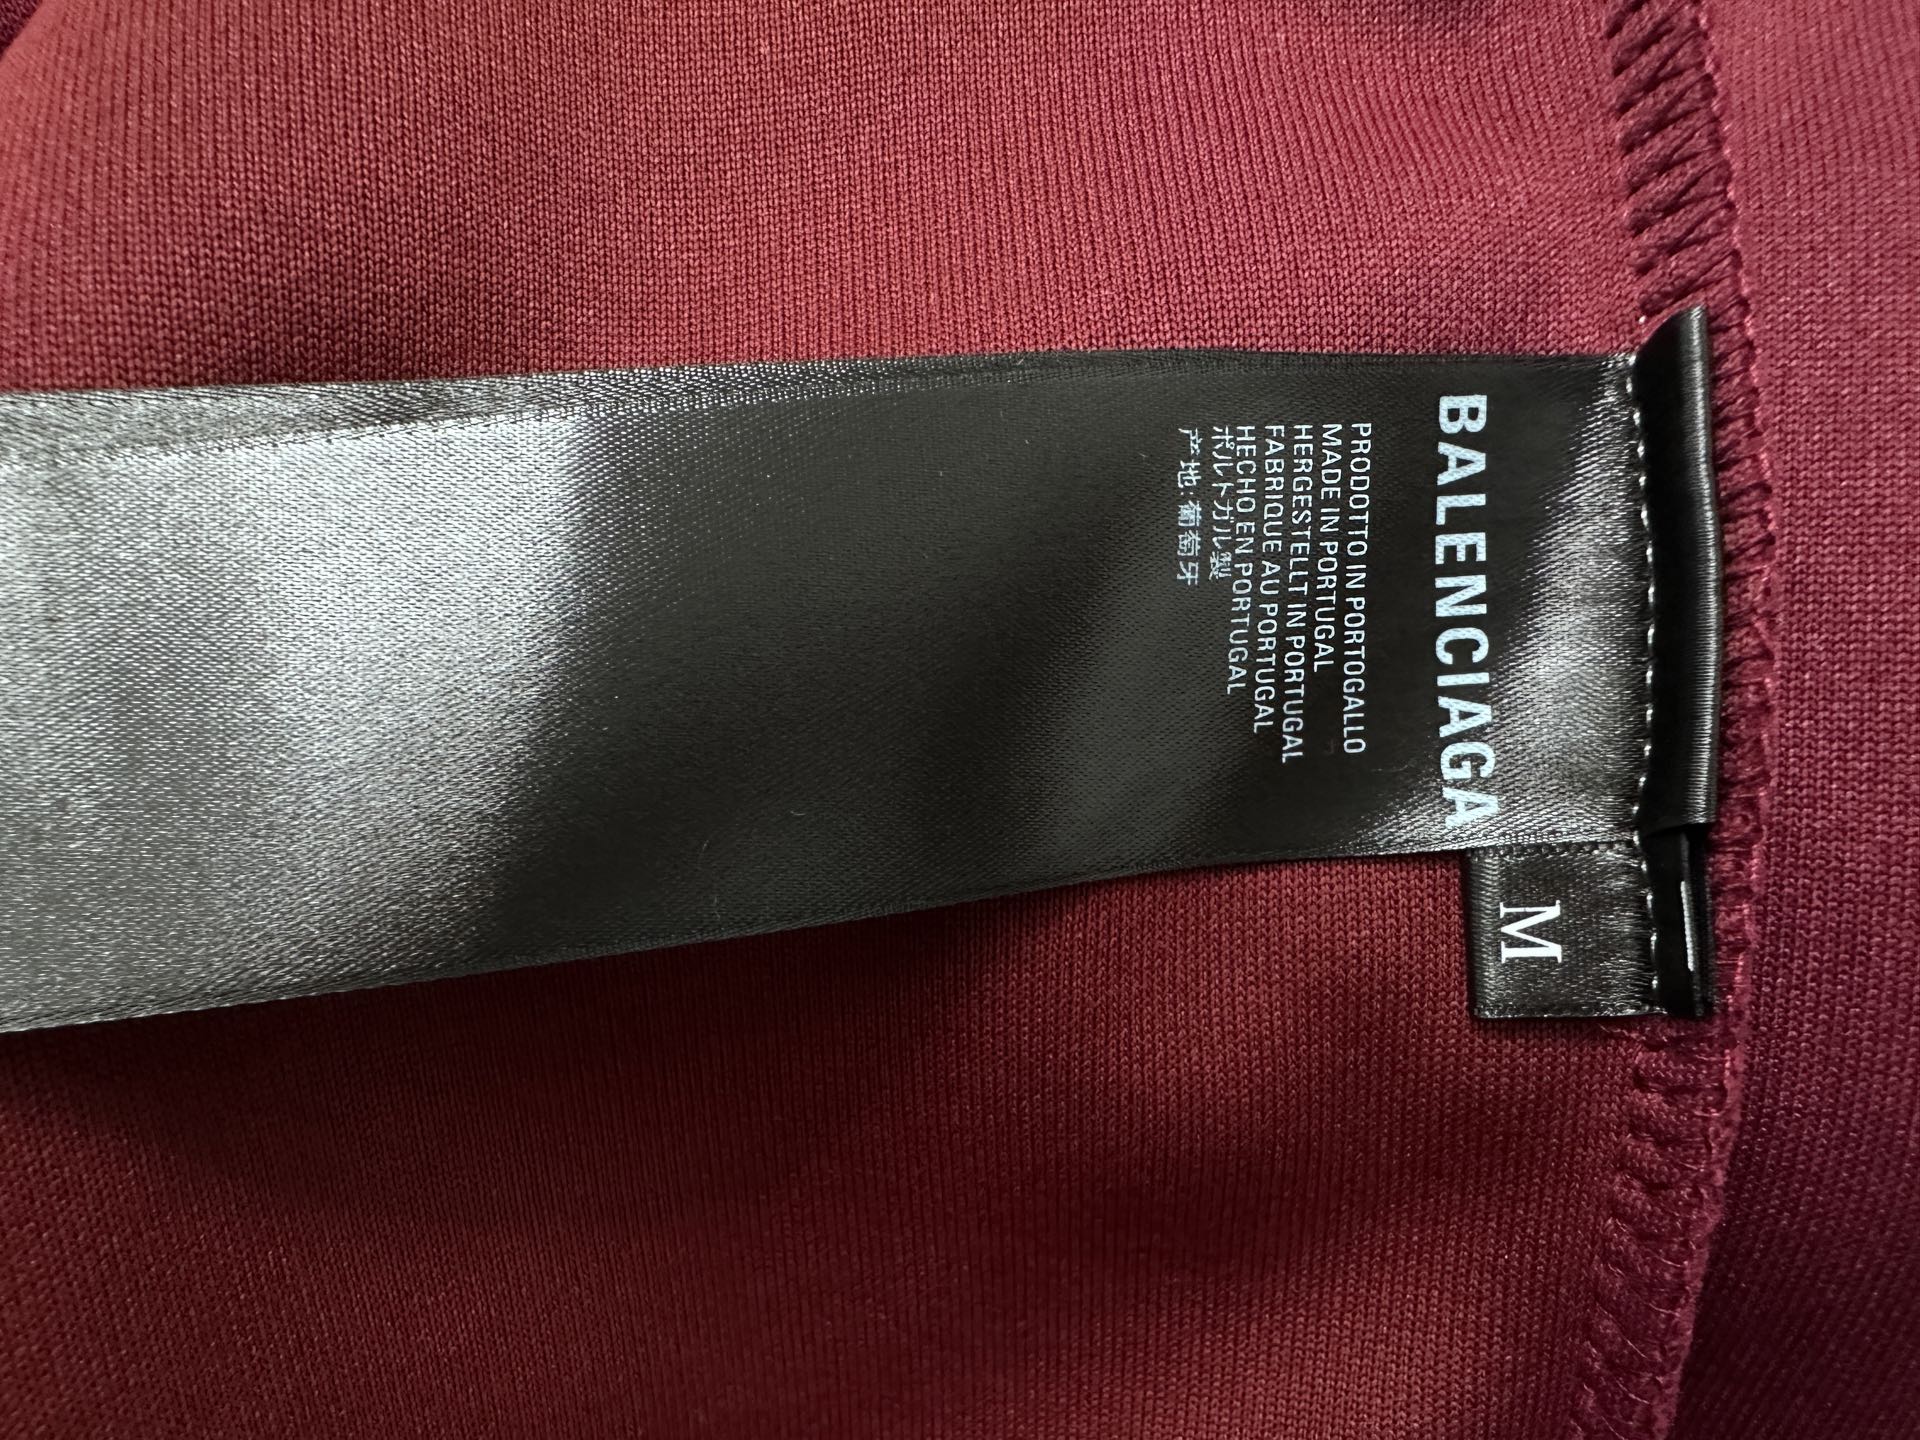 BALENCIAGA
PRODOTTO IN PORTOGALLO
MADE IN PORTUGAL
HERGESTELLT IN PORTUGAL
FABRIQUE AU PORTUGAL
HECHO EN PORTUGAL
ポルトガル製
产地:葡萄牙
M